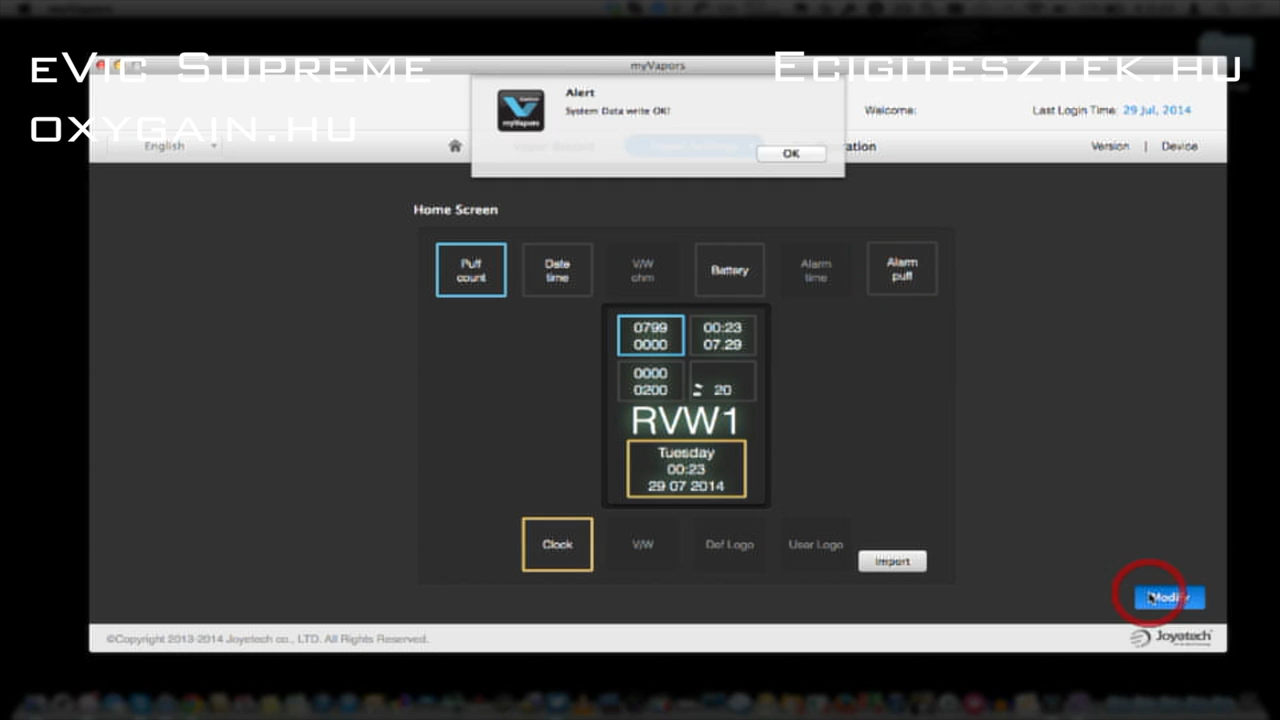 myVapors
eVic Supreme
Ecigitesztek.hu
oxygain.hu
Alert
System Data write OK!
OK
Welcome:
Last Login Time: 29 Jul, 2014
English
Version | Device
Home Screen
Puff count
Date time
V/W ohm
Battery
Alarm time
Alarm puff
0799 0000
00:23 07.29
0000 0200
20
RVW1
Tuesday
00:23
29 07 2014
Clock
V/W
Def Logo
User Logo
Import
Modify
©Copyright 2013-2014 Joyetech co., LTD. All Rights Reserved.
Joyetech